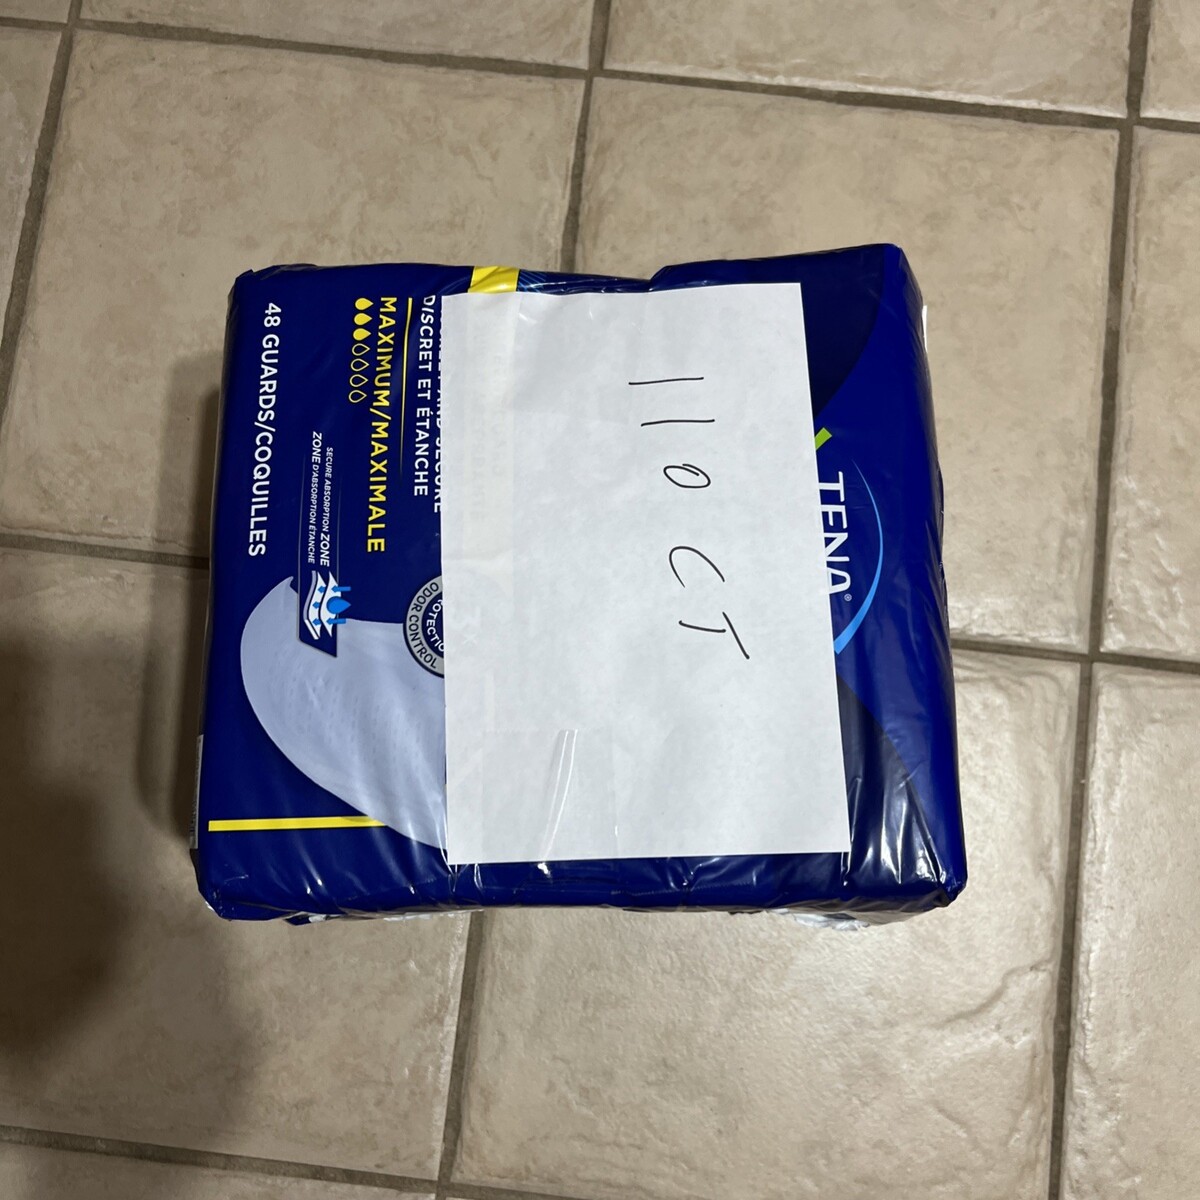 TENA®
110 CT
DISCRET ET ÉTANCHE
MAXIMUM/MAXIMALE
ODOR CONTROL
SECURE ABSORPTION ZONE
ZONE D'ABSORPTION ÉTANCHE
48 GUARDS/COQUILLES